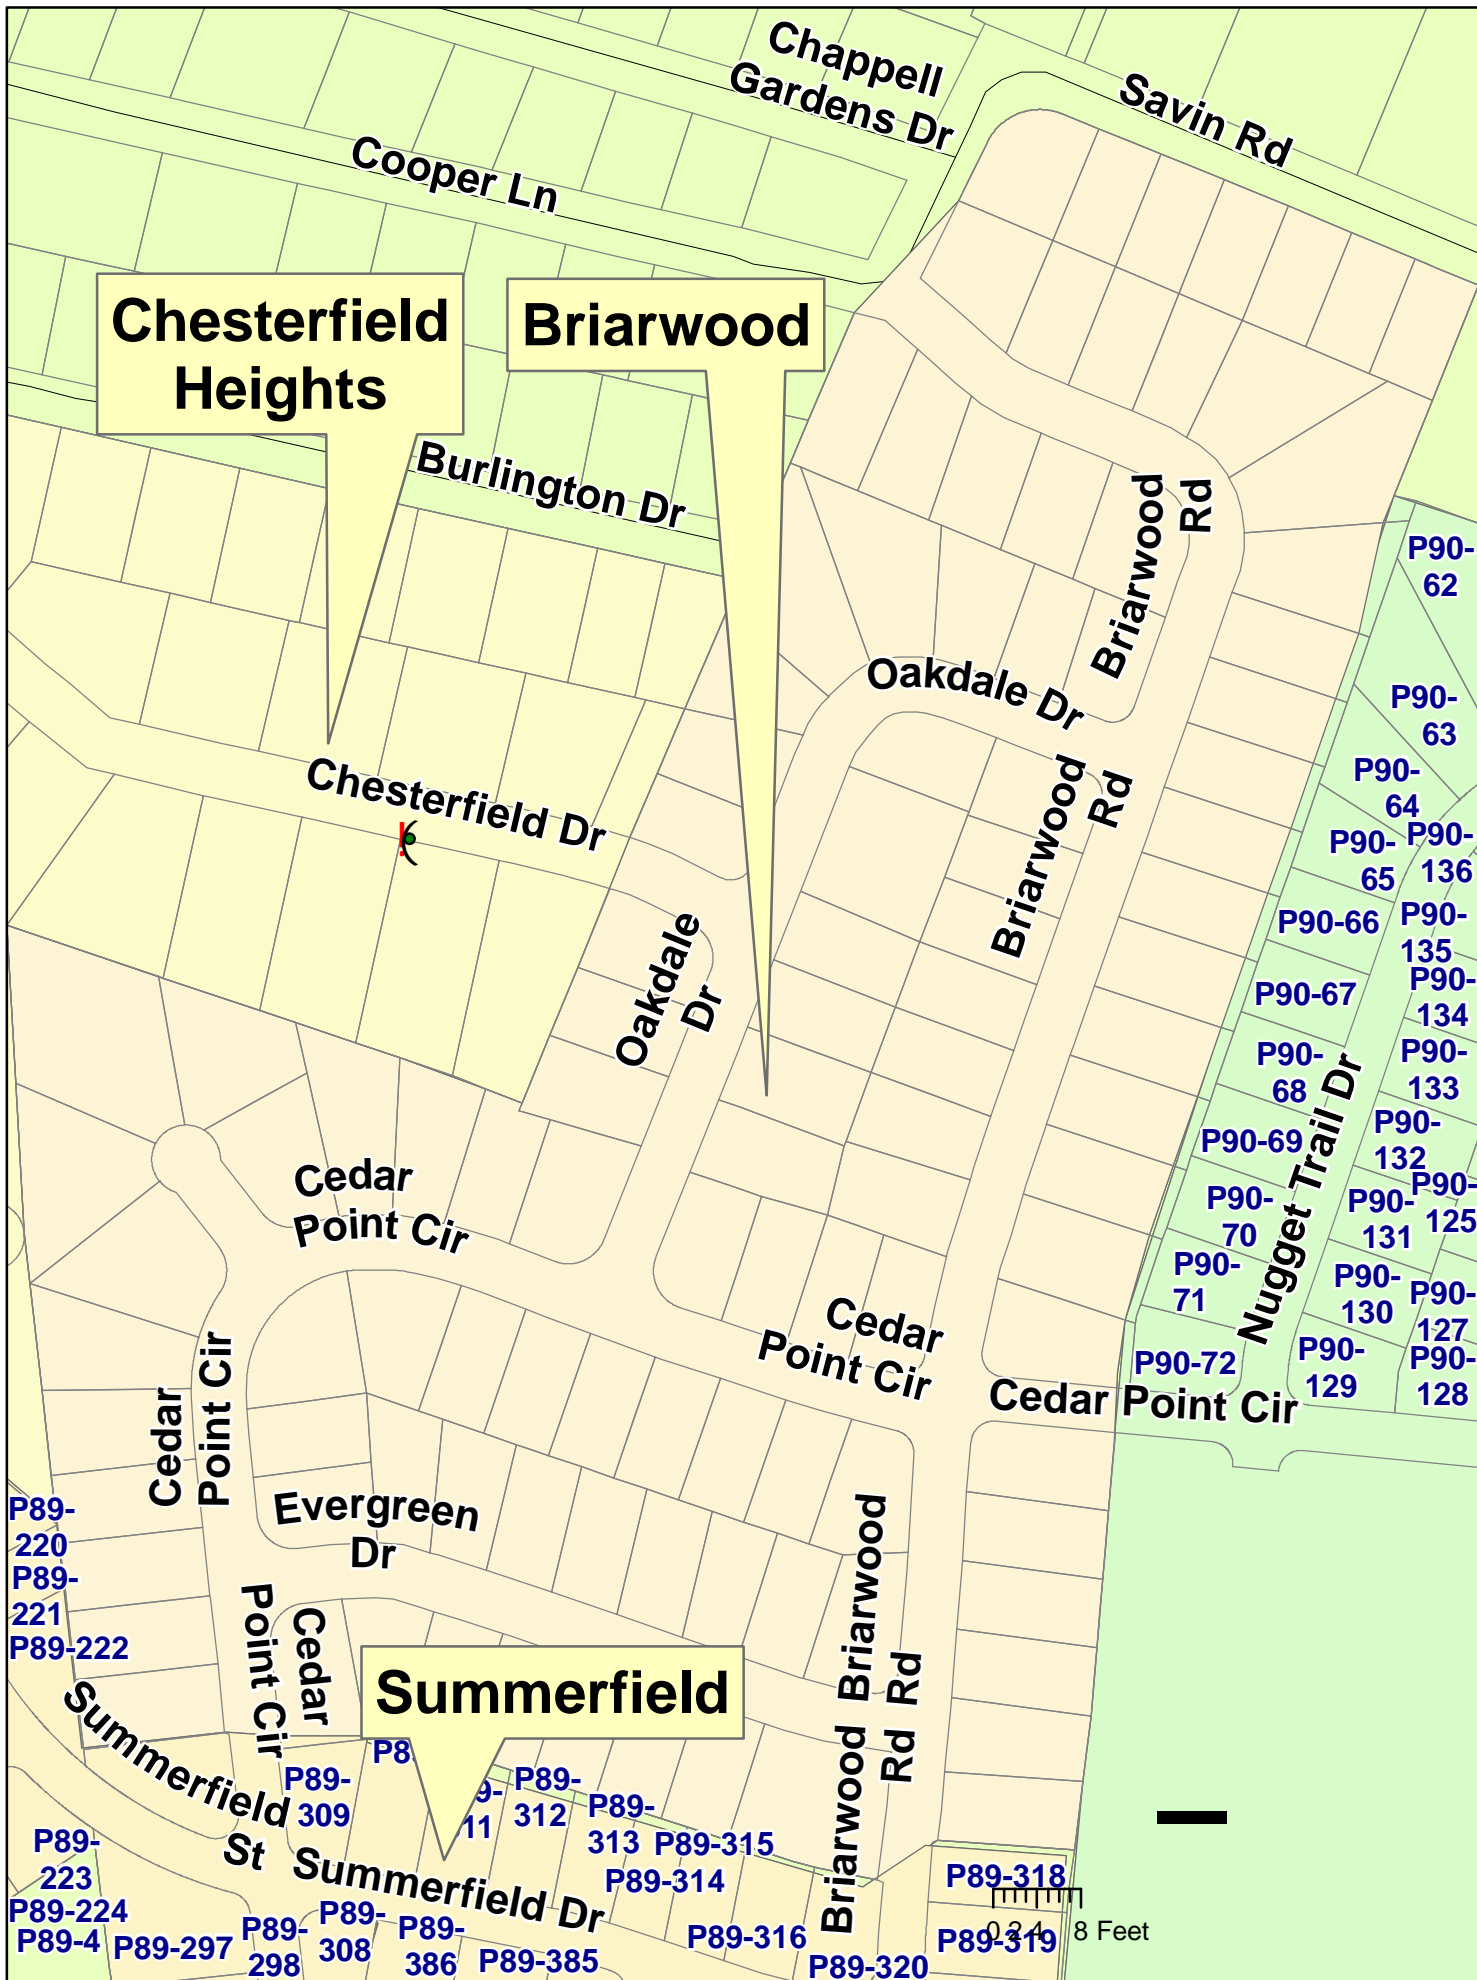 Chappell
Gardens Dr
Savin Rd
Cooper Ln
Chesterfield
Heights
Briarwood
Burlington Dr
Briarwood
Rd
P90-
62
Oakdale Dr
P90-
63
Chesterfield Dr
Briarwood
Rd
P90-
64
P90-
65
P90-
136
P90-66
P90-
135
Oakdale
Dr
P90-67
P90-
134
P90-
68
P90-
133
Nugget Trail Dr
P90-69
P90-
132
Cedar
Point Cir
P90-
70
P90-
131
P90-
125
P90-
71
P90-
130
P90-
127
Cedar
Point Cir
P90-72
P90-
129
P90-
128
Cedar Point Cir
Cedar
Point Cir
Evergreen
Dr
P89-
220
P89-
221
P89-222
Cedar
Point Cir
Briarwood
Rd
Summerfield
Summerfield
St
P89-
309
P89-
312
P89-
313
P89-315
P89-314
Briarwood
Rd
P89-318
P89-
223
P89-224
P89-4
P89-297
P89-
298
P89-
308
P89-
386
P89-385
Summerfield Dr
P89-316
P89-320
P89-319
0 2 4 8 Feet